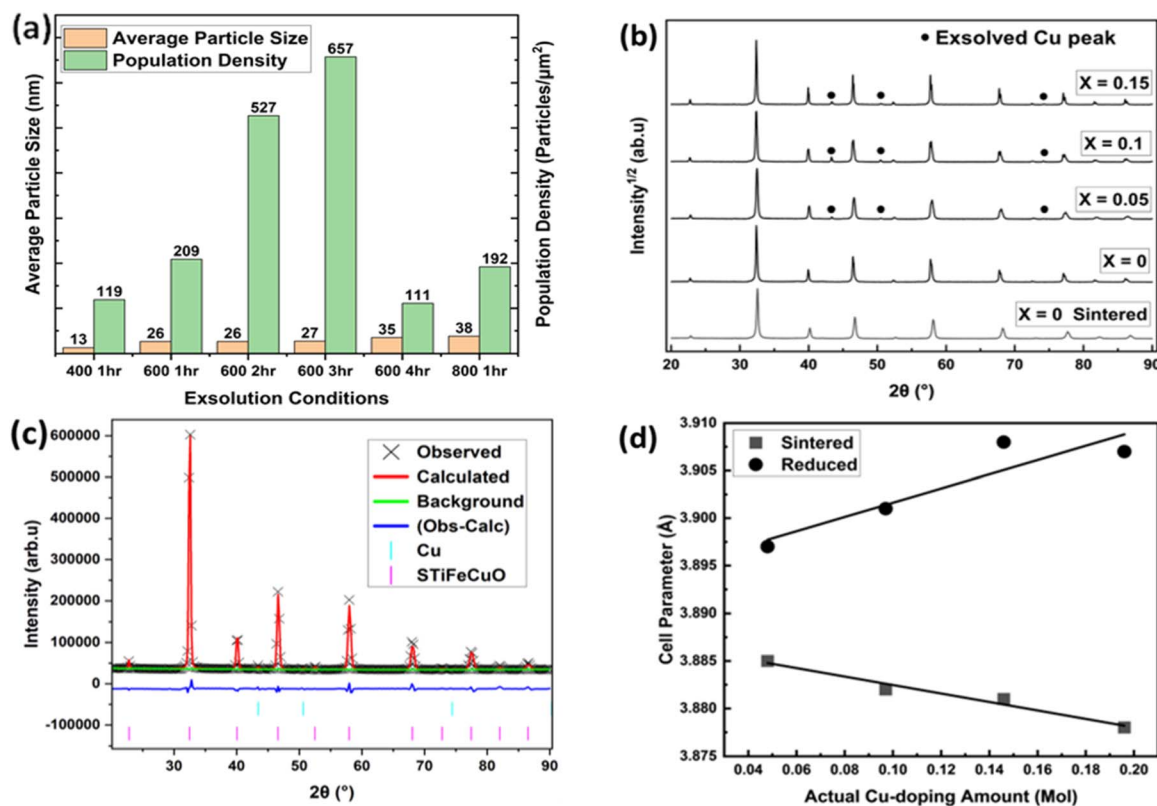 (a)
Average Particle Size
Population Density
657
527
209
192
119
111
13
26
26
27
35
38
400 1hr
600 1hr
600 2hr
600 3hr
600 4hr
800 1hr
Exsolution Conditions
Average Particle Size (nm)
Population Density (Particles/µm²)
(b)
• Exsolved Cu peak
X = 0.15
X = 0.1
X = 0.05
X = 0
X = 0 Sintered
Intensity^1/2 (ab.u)
20 30 40 50 60 70 80 90
2θ (°)
(c)
Observed
Calculated
Background
(Obs-Calc)
Cu
STiFeCuO
600000
500000
400000
300000
200000
100000
0
-100000
Intensity (arb.u)
30 40 50 60 70 80 90
2θ (°)
(d)
Sintered
Reduced
3.910
3.905
3.900
3.895
3.890
3.885
3.880
3.875
Cell Parameter (Å)
0.04 0.06 0.08 0.10 0.12 0.14 0.16 0.18 0.20
Actual Cu-doping Amount (Mol)